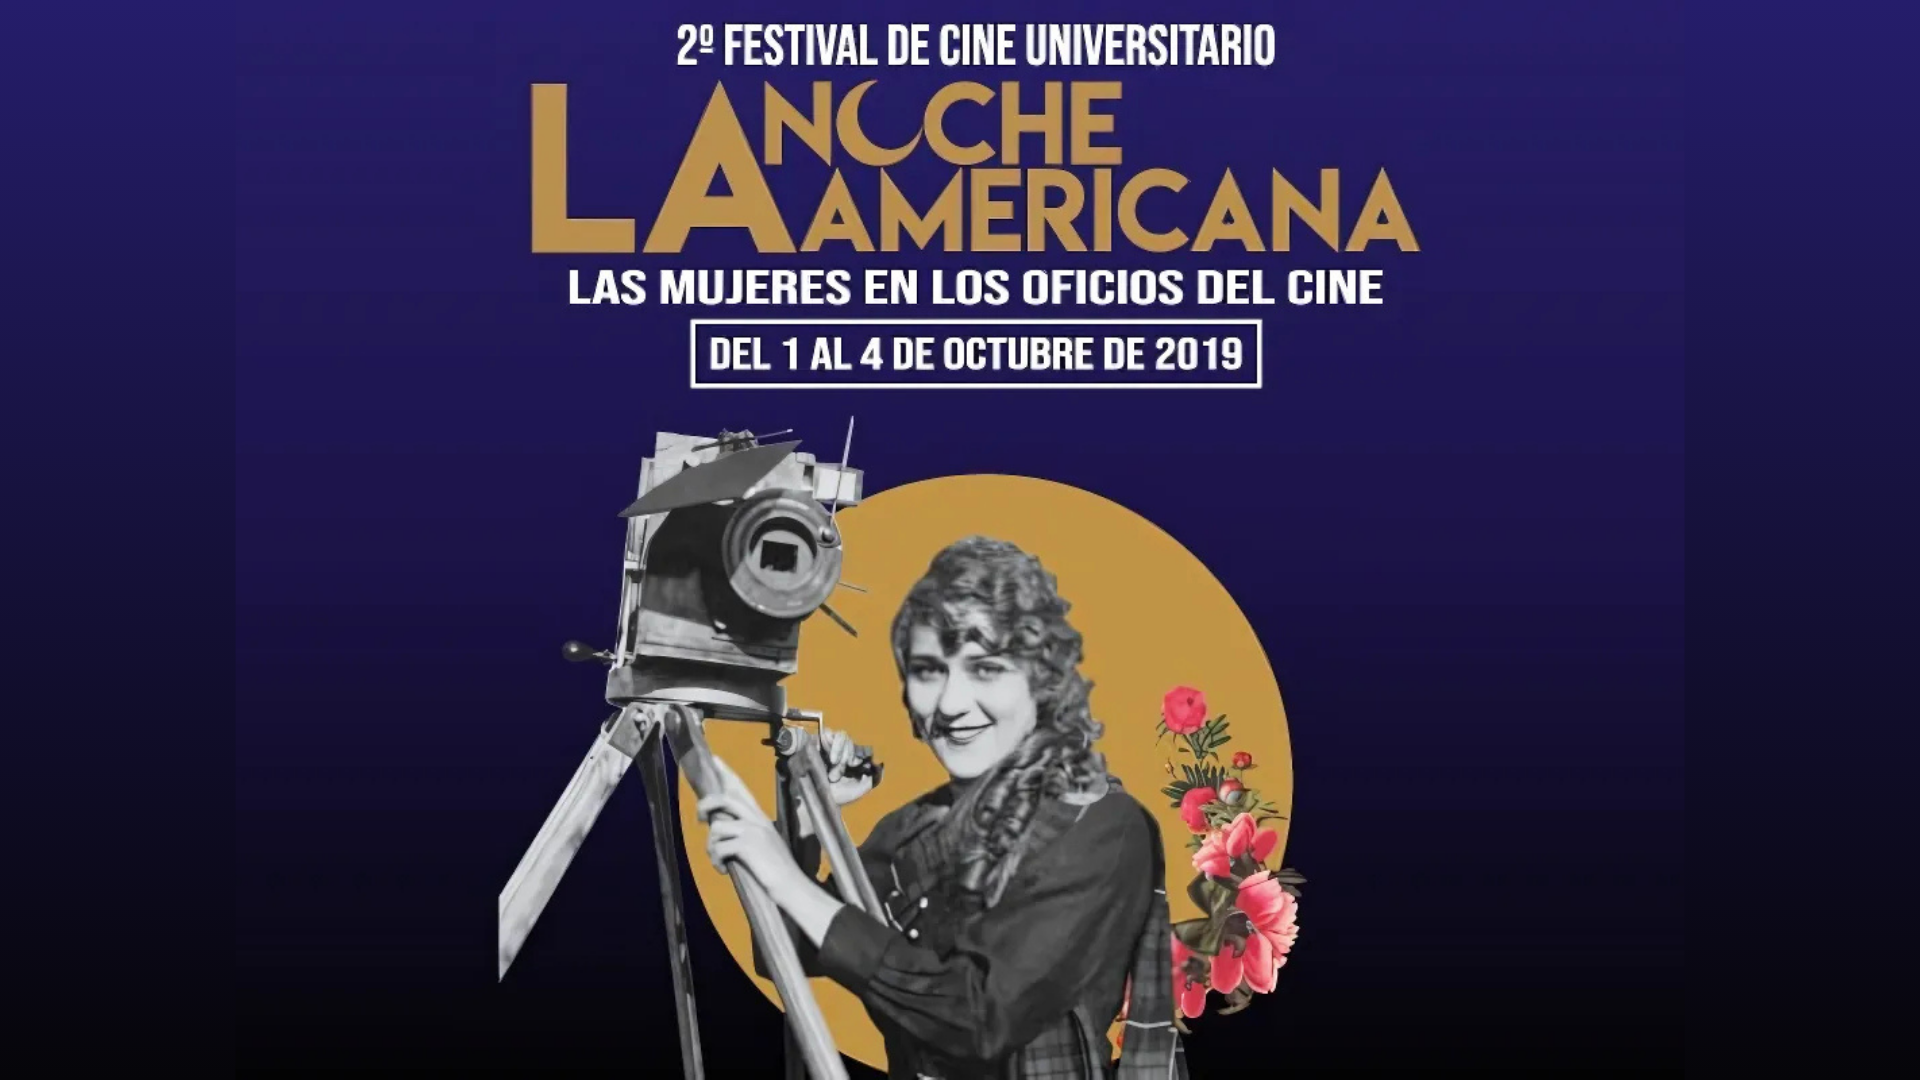 2º FESTIVAL DE CINE UNIVERSITARIO
LA NOCHE
AMERICANA
LAS MUJERES EN LOS OFICIOS DEL CINE
DEL 1 AL 4 DE OCTUBRE DE 2019